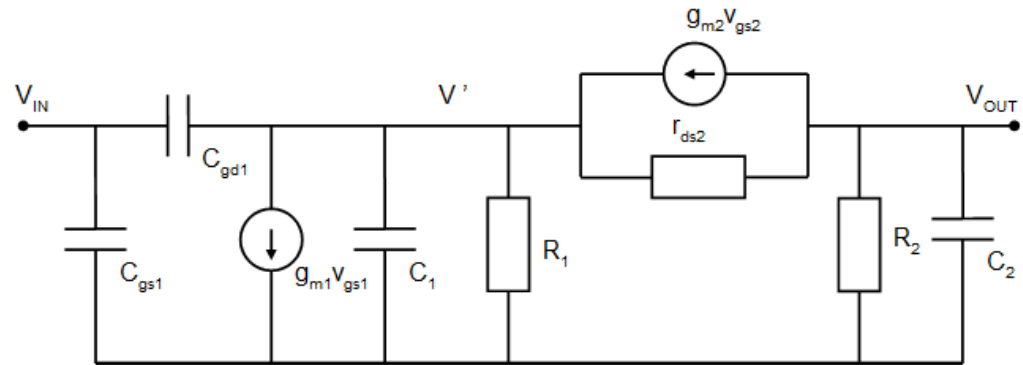 g_m2 v_gs2
V_IN
V '
V_OUT
r_ds2
C_gd1
C_gs1
g_m1 v_gs1
C_1
R_1
R_2
C_2